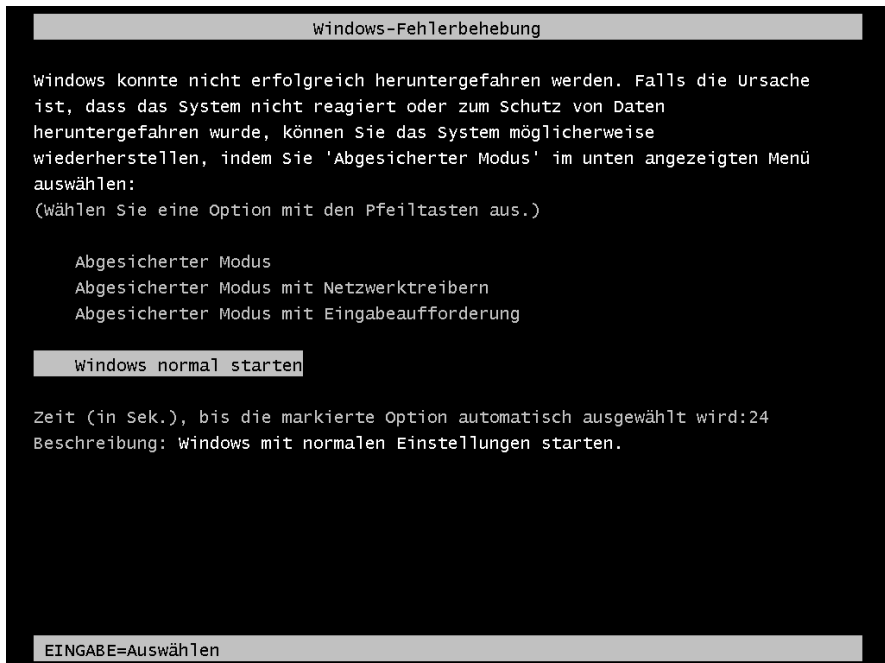 Windows-Fehlerbehebung
Windows konnte nicht erfolgreich heruntergefahren werden. Falls die Ursache
ist, dass das System nicht reagiert oder zum Schutz von Daten
heruntergefahren wurde, können Sie das System möglicherweise
wiederherstellen, indem Sie 'Abgesicherter Modus' im unten angezeigten Menü
auswählen:
(Wählen Sie eine Option mit den Pfeiltasten aus.)
Abgesicherter Modus
Abgesicherter Modus mit Netzwerktreibern
Abgesicherter Modus mit Eingabeaufforderung
Windows normal starten
Zeit (in Sek.), bis die markierte Option automatisch ausgewählt wird:24
Beschreibung: Windows mit normalen Einstellungen starten.
EINGABE=Auswählen